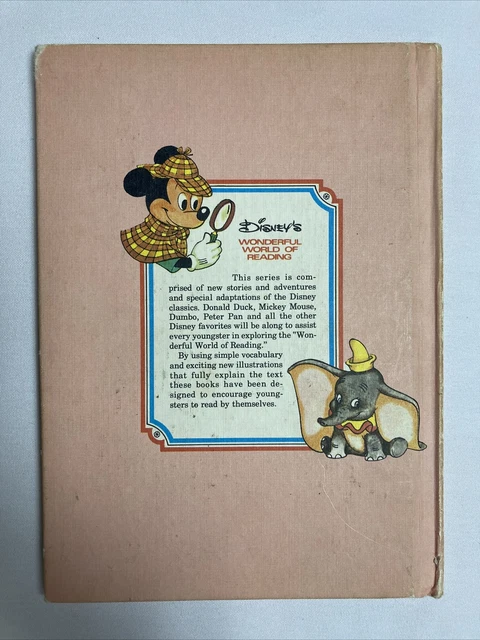 Disney's
WONDERFUL
WORLD OF
READING
This series is com-
prised of new stories and adventures
and special adaptations of the Disney
classics. Donald Duck, Mickey Mouse,
Dumbo, Peter Pan and all the other
Disney favorites will be along to assist
every youngster in exploring the "Won-
derful World of Reading."
By using simple vocabulary
and exciting new illustrations
that fully explain the text
these books have been de-
signed to encourage young-
sters to read by themselves.